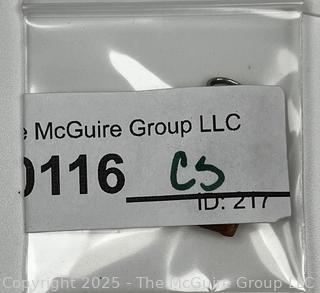 e McGuire Group LLC
0116 CS
ID: 217
Copyright 2025 - The McGuire Group LLC